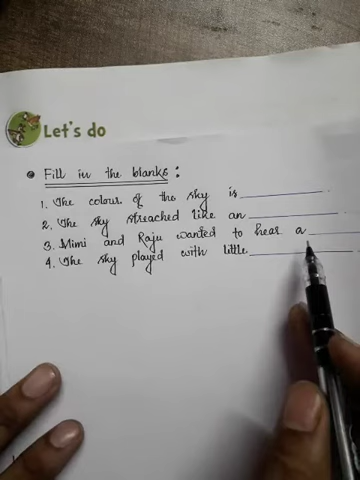 Let's do
Fill in the blanks :
1. The colour of the sky is
2. The sky streached like an
3. Mimi and Raju wanted to hear a
4. The sky played with little